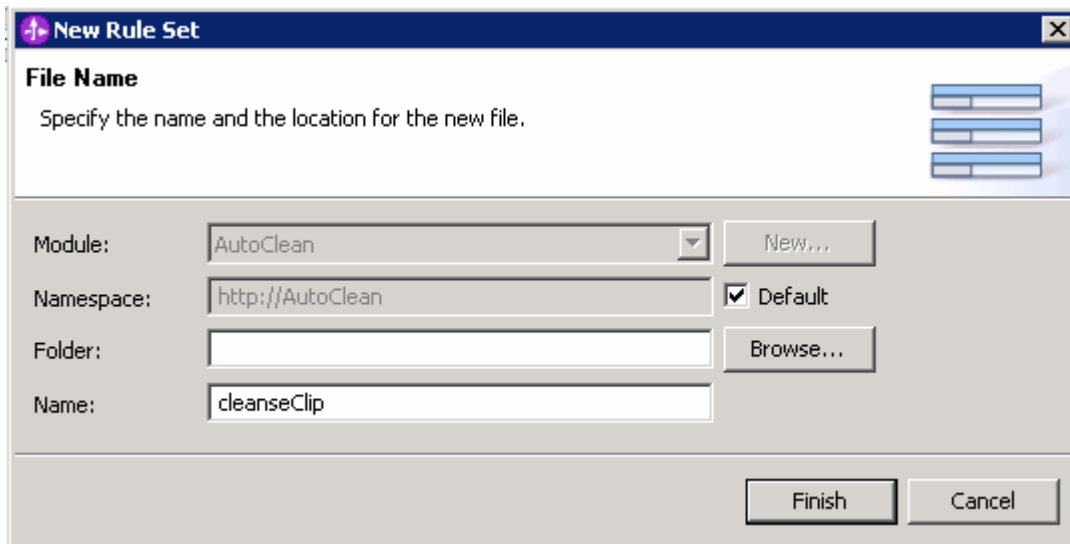 New Rule Set
File Name
Specify the name and the location for the new file.
Module: AutoClean New...
Namespace: http://AutoClean Default
Folder: Browse...
Name: cleanseClip
Finish Cancel